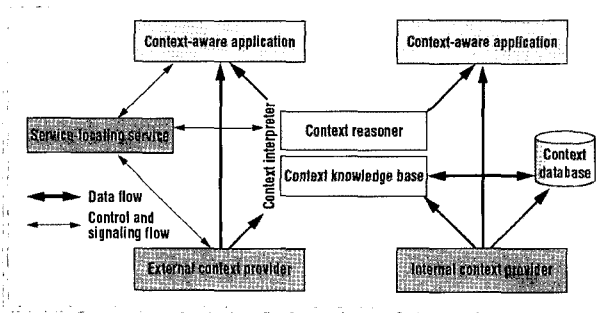 Context-aware application
Context-aware application
Service-locating service
Context interpreter
Context reasoner
Context knowledge base
Context
database
Data flow
Control and
signaling flow
External context provider
Internal context provider